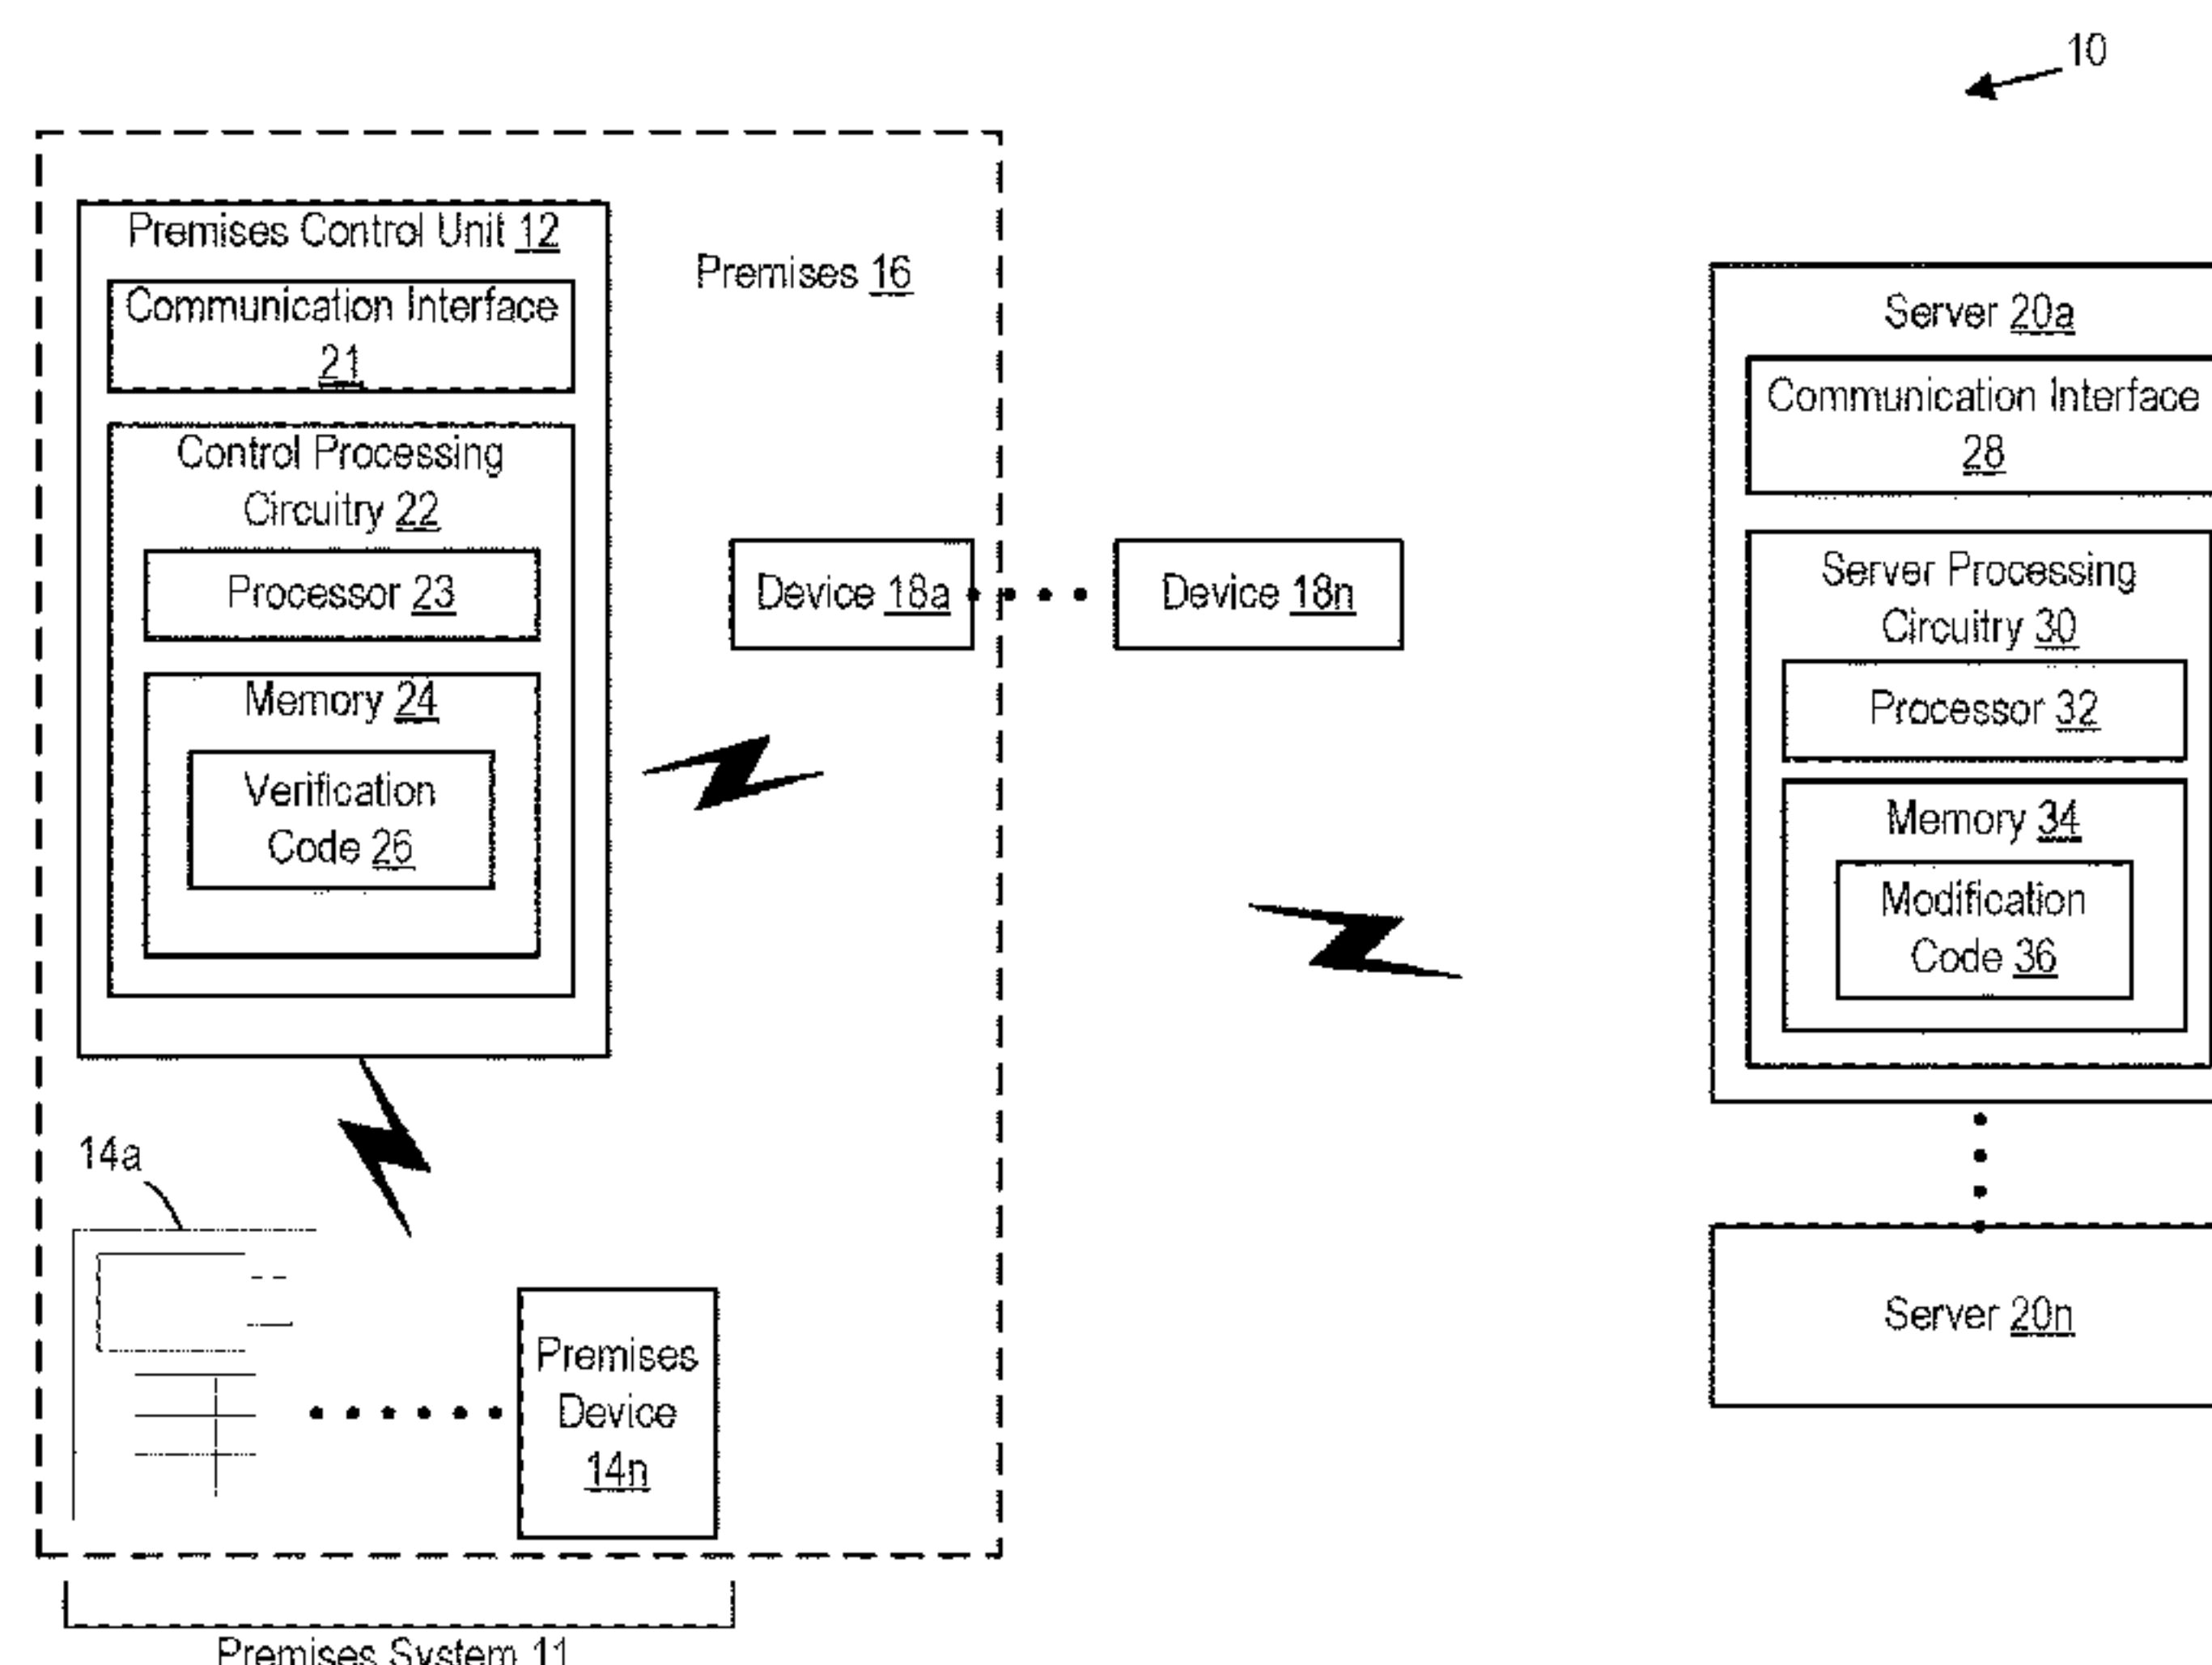 10
Premises Control Unit 12
Communication Interface
21
Control Processing
Circuitry 22
Processor 23
Memory 24
Verification
Code 26
Premises 16
Device 18a
Device 18n
Server 20a
Communication Interface
28
Server Processing
Circuitry 30
Processor 32
Memory 34
Modification
Code 36
14a
Premises
Device
14n
Server 20n
Premises System 11